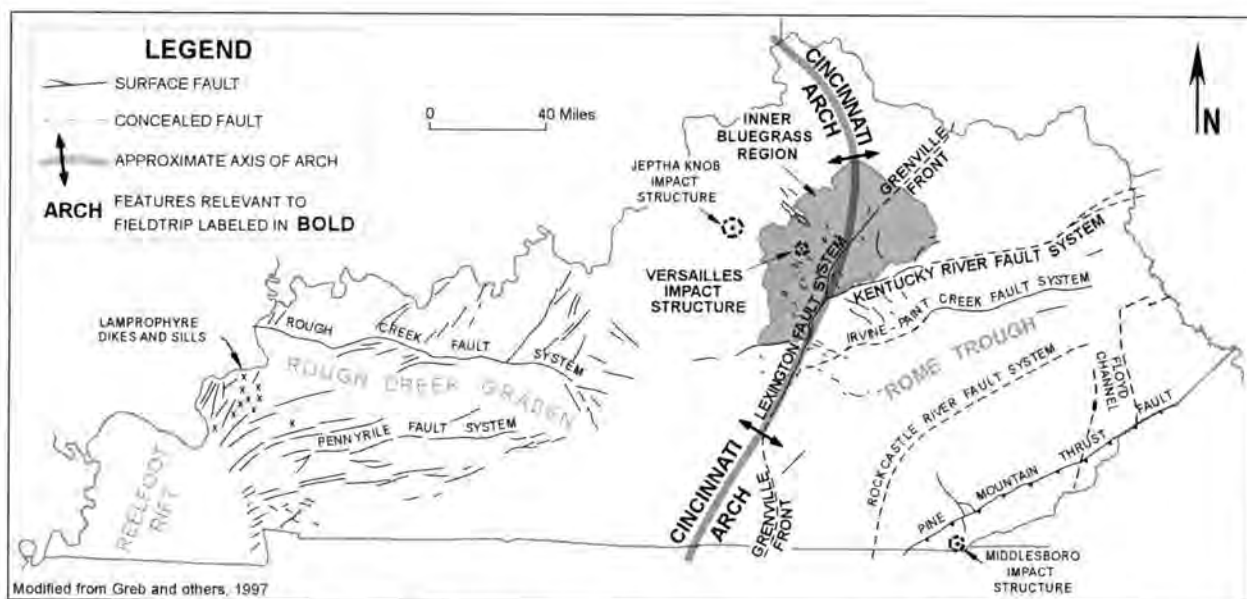 LEGEND
SURFACE FAULT
CONCEALED FAULT
APPROXIMATE AXIS OF ARCH
ARCH
FEATURES RELEVANT TO
FIELDTRIP LABELED IN BOLD
0
40 Miles
N
CINCINNATI
ARCH
INNER
BLUEGRASS
REGION
GRENVILLE
FRONT
JEPTHA KNOB
IMPACT
STRUCTURE
VERSAILLES
IMPACT
STRUCTURE
LEXINGTON FAULT SYSTEM
KENTUCKY RIVER FAULT SYSTEM
IRVINE-PAINT CREEK FAULT SYSTEM
ROME TROUGH
FLOYD
CHANNEL
ROCKCASTLE RIVER FAULT SYSTEM
PINE MOUNTAIN THRUST FAULT
LAMPROPHYRE
DIKES AND SILLS
ROUGH CREEK FAULT SYSTEM
ROUGH CREEK GRABEN
PENNYRILE FAULT SYSTEM
REELFOOT
RIFT
CINCINNATI
ARCH
GRENVILLE
FRONT
MIDDLESBORO
IMPACT
STRUCTURE
Modified from Greb and others, 1997